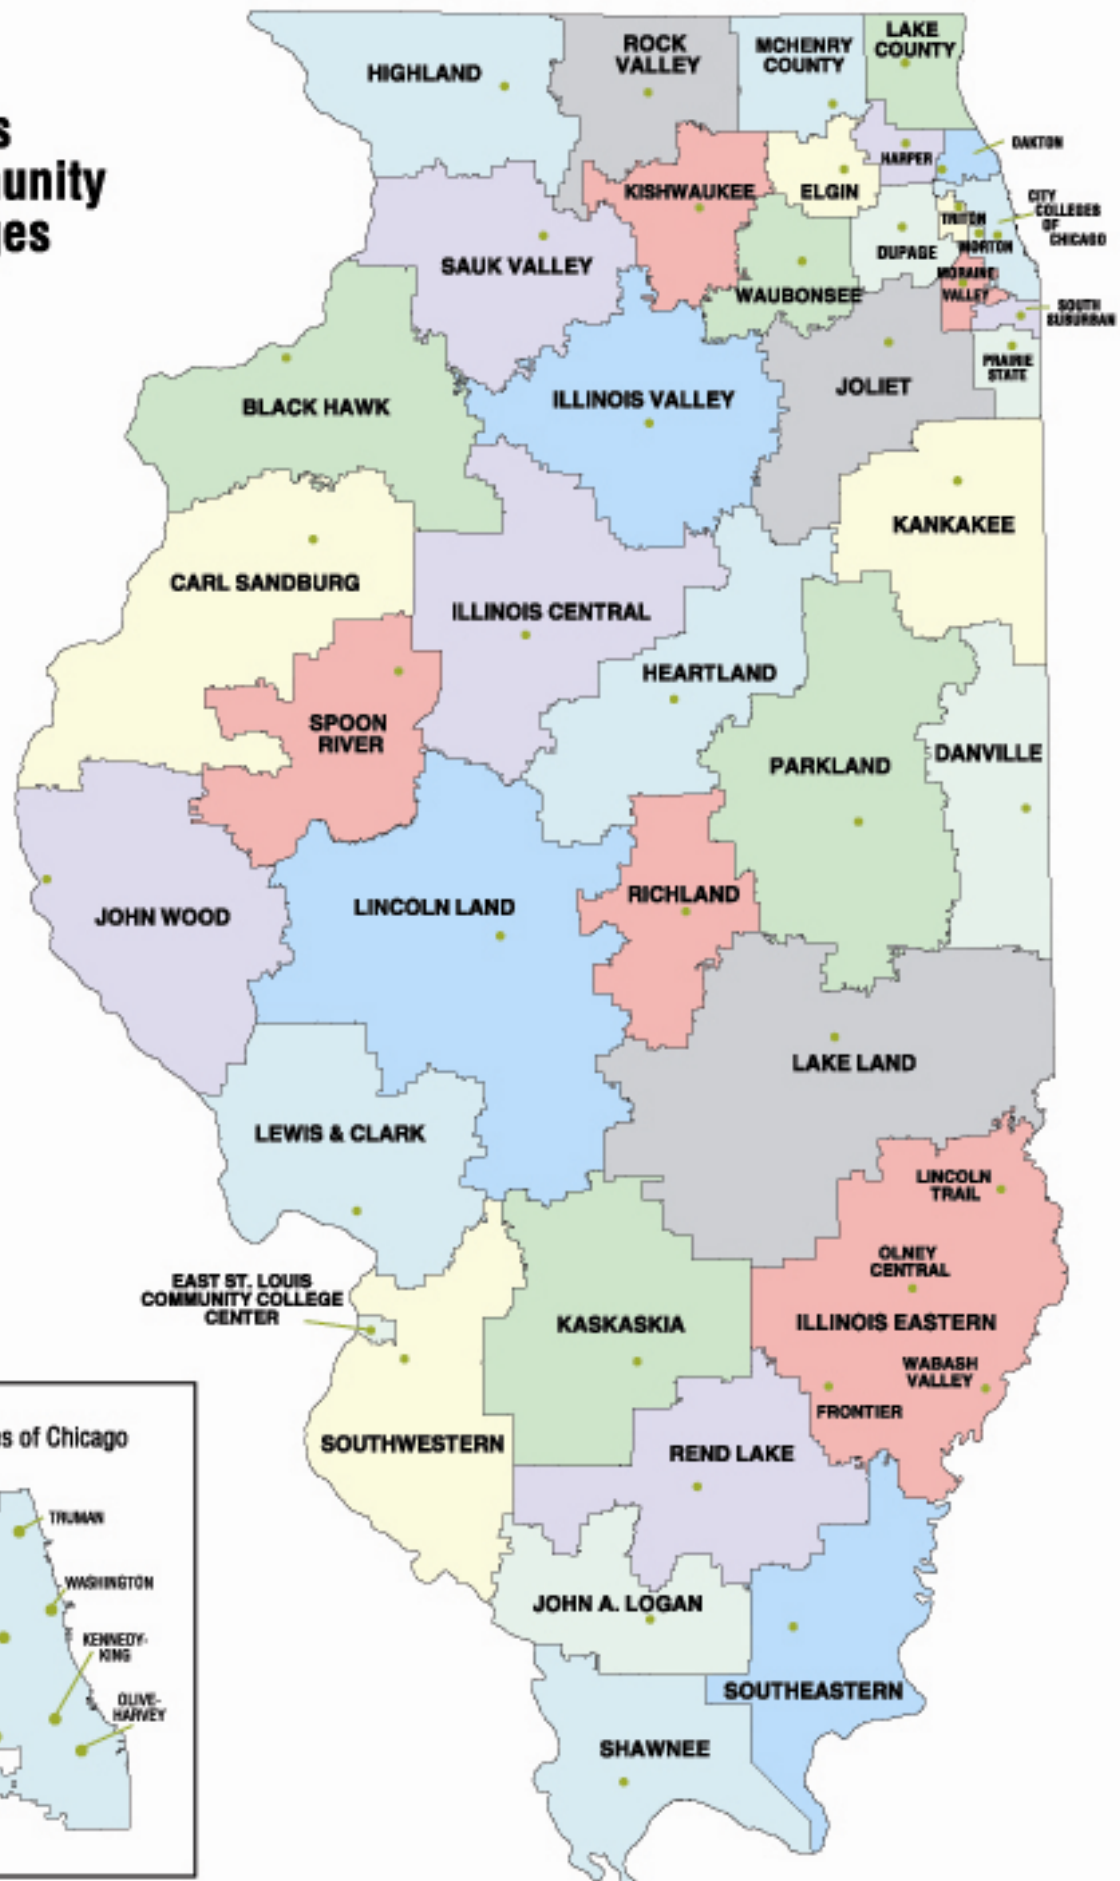 s
unity
ges
HIGHLAND
ROCK
VALLEY
MCHENRY
COUNTY
LAKE
COUNTY
HARPER
OAKTON
KISHWAUKEE
ELGIN
CITY
COLLEGES
OF
CHICAGO
TRITON
MORTON
DUPAGE
SAUK VALLEY
WAUBONSEE
MORAINE
VALLEY
SOUTH
SUBURBAN
PRAIRIE
STATE
JOLIET
BLACK HAWK
ILLINOIS VALLEY
KANKAKEE
CARL SANDBURG
ILLINOIS CENTRAL
HEARTLAND
SPOON
RIVER
PARKLAND
DANVILLE
RICHLAND
JOHN WOOD
LINCOLN LAND
LAKE LAND
LEWIS & CLARK
LINCOLN
TRAIL
OLNEY
CENTRAL
EAST ST. LOUIS
COMMUNITY COLLEGE
CENTER
KASKASKIA
ILLINOIS EASTERN
WABASH
VALLEY
FRONTIER
SOUTHWESTERN
REND LAKE
JOHN A. LOGAN
SOUTHEASTERN
SHAWNEE
es of Chicago
TRUMAN
WASHINGTON
KENNEDY-
KING
OLIVE-
HARVEY